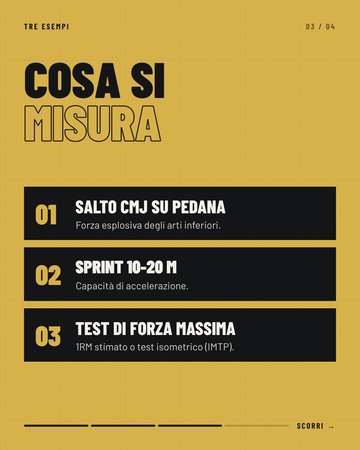 TRE ESEMPI
03 / 04
COSA SI
MISURA
01
SALTO CMJ SU PEDANA
Forza esplosiva degli arti inferiori.
02
SPRINT 10-20 M
Capacità di accelerazione.
03
TEST DI FORZA MASSIMA
1RM stimato o test isometrico (IMTP).
SCORRI →